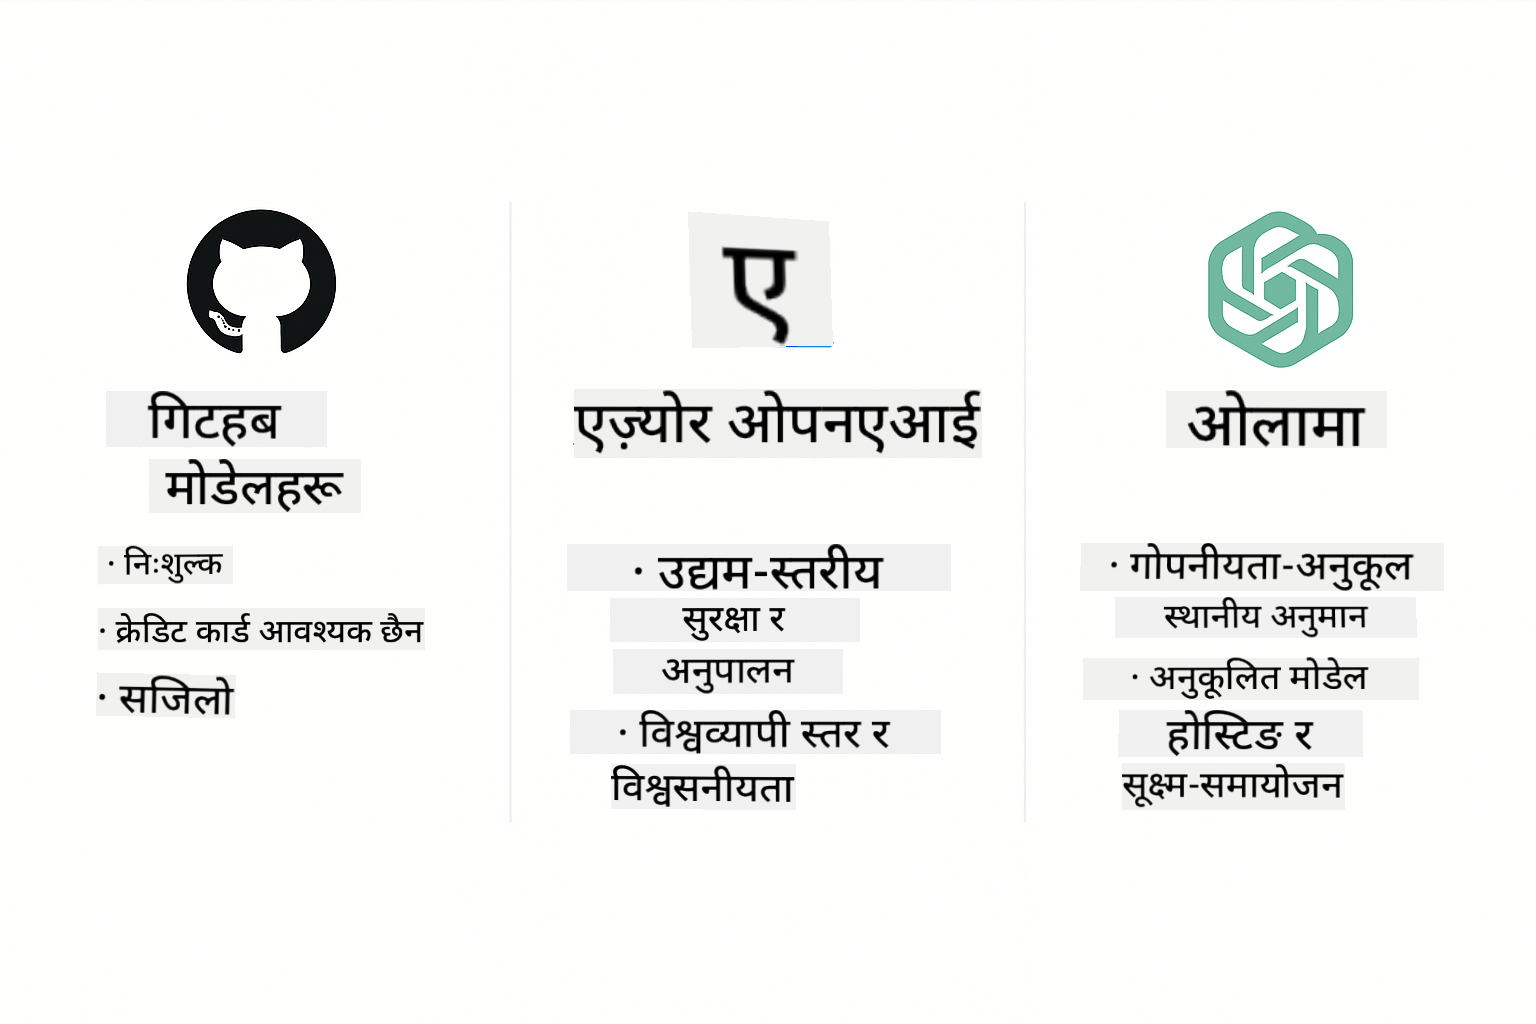 गिटहब
मोडेलहरू
· निःशुल्क
· क्रेडिट कार्ड आवश्यक छैन
· सजिलो
ए
एज़्योर ओपनएआई
· उद्यम-स्तरीय
सुरक्षा र
अनुपालन
· विश्वव्यापी स्तर र
विश्वसनीयता
ओलामा
· गोपनीयता-अनुकूल
स्थानीय अनुमान
· अनुकूलित मोडेल
होस्टिङ र
सूक्ष्म-समायोजन